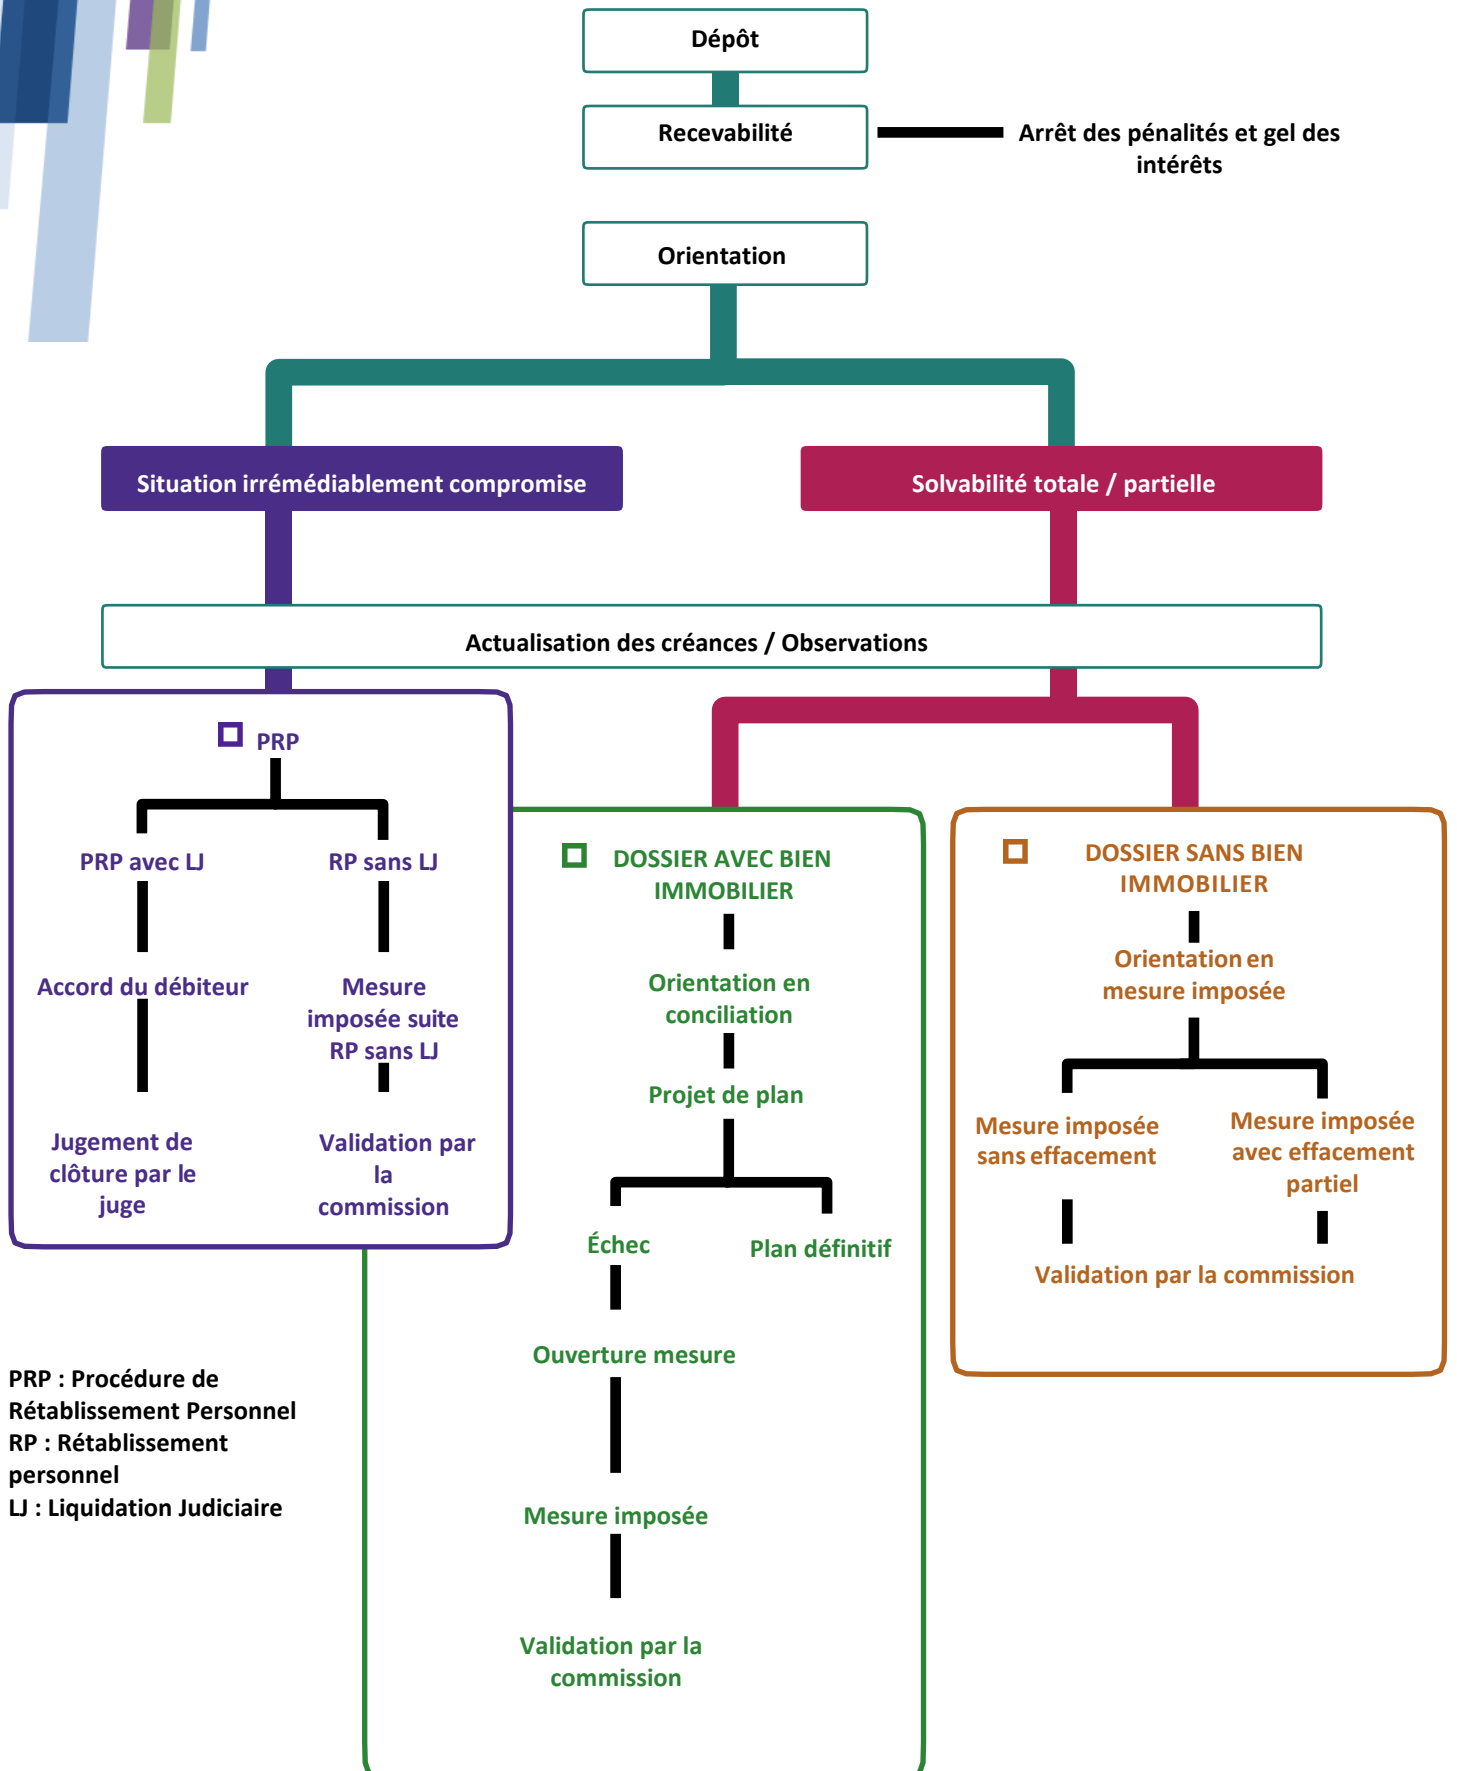 Dépôt
Recevabilité
Arrêt des pénalités et gel des
intérêts
Orientation
Situation irrémédiablement compromise
Solvabilité totale / partielle
Actualisation des créances / Observations
PRP
PRP avec LJ
RP sans LJ
Accord du débiteur
Mesure
imposée suite
RP sans LJ
Jugement de
clôture par le
juge
Validation par
la
commission
DOSSIER AVEC BIEN
IMMOBILIER
Orientation en
conciliation
Projet de plan
Échec
Plan définitif
Ouverture mesure
Mesure imposée
Validation par la
commission
DOSSIER SANS BIEN
IMMOBILIER
Orientation en
mesure imposée
Mesure imposée
sans effacement
Mesure imposée
avec effacement
partiel
Validation par la commission
PRP : Procédure de
Rétablissement Personnel
RP : Rétablissement
personnel
LJ : Liquidation Judiciaire